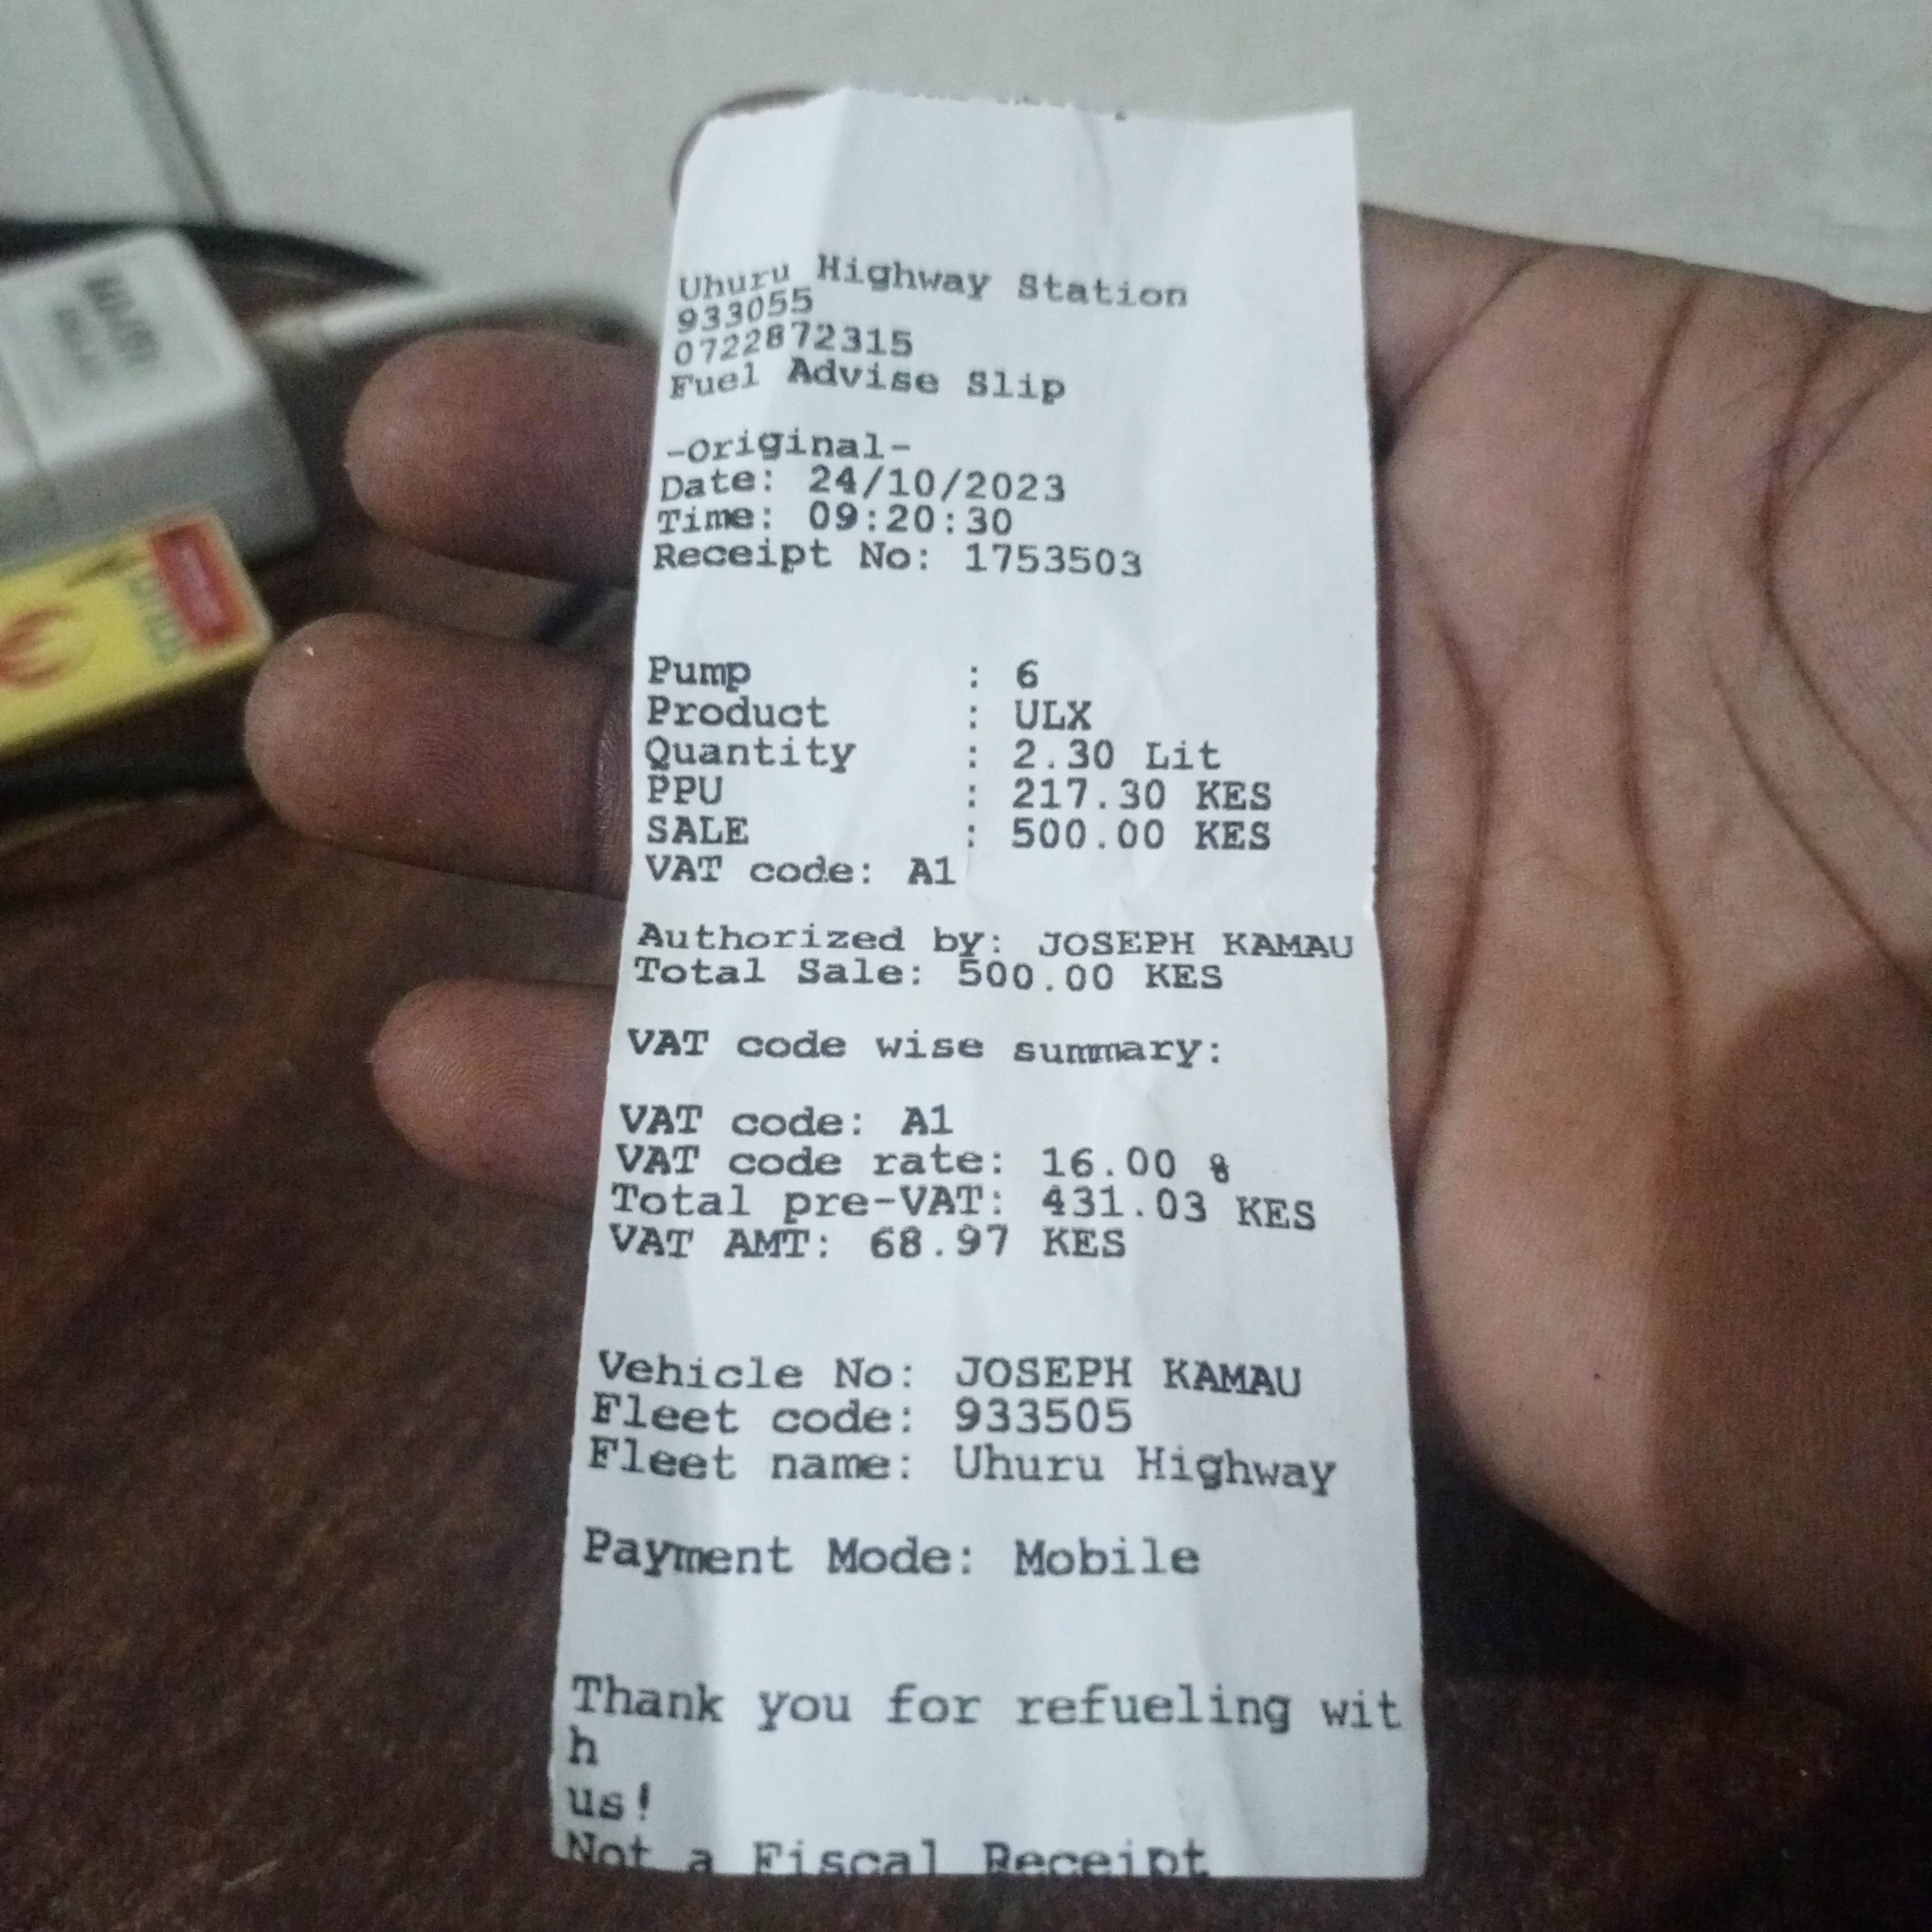 Uhuru Highway Station
933055
0722872315
Fuel Advise Slip
-Original-
Date: 24/10/2023
Time: 09:20:30
Receipt No: 1753503
Pump : 6
Product : ULX
Quantity : 2.30 Lit
PPU : 217.30 KES
SALE : 500.00 KES
VAT code: A1
Authorized by: JOSEPH KAMAU
Total Sale: 500.00 KES
VAT code wise summary:
VAT code: A1
VAT code rate: 16.00 %
Total pre-VAT: 431.03 KES
VAT AMT: 68.97 KES
Vehicle No: JOSEPH KAMAU
Fleet code: 933505
Fleet name: Uhuru Highway
Payment Mode: Mobile
Thank you for refueling wit
h
us!
Not a Fiscal Receipt